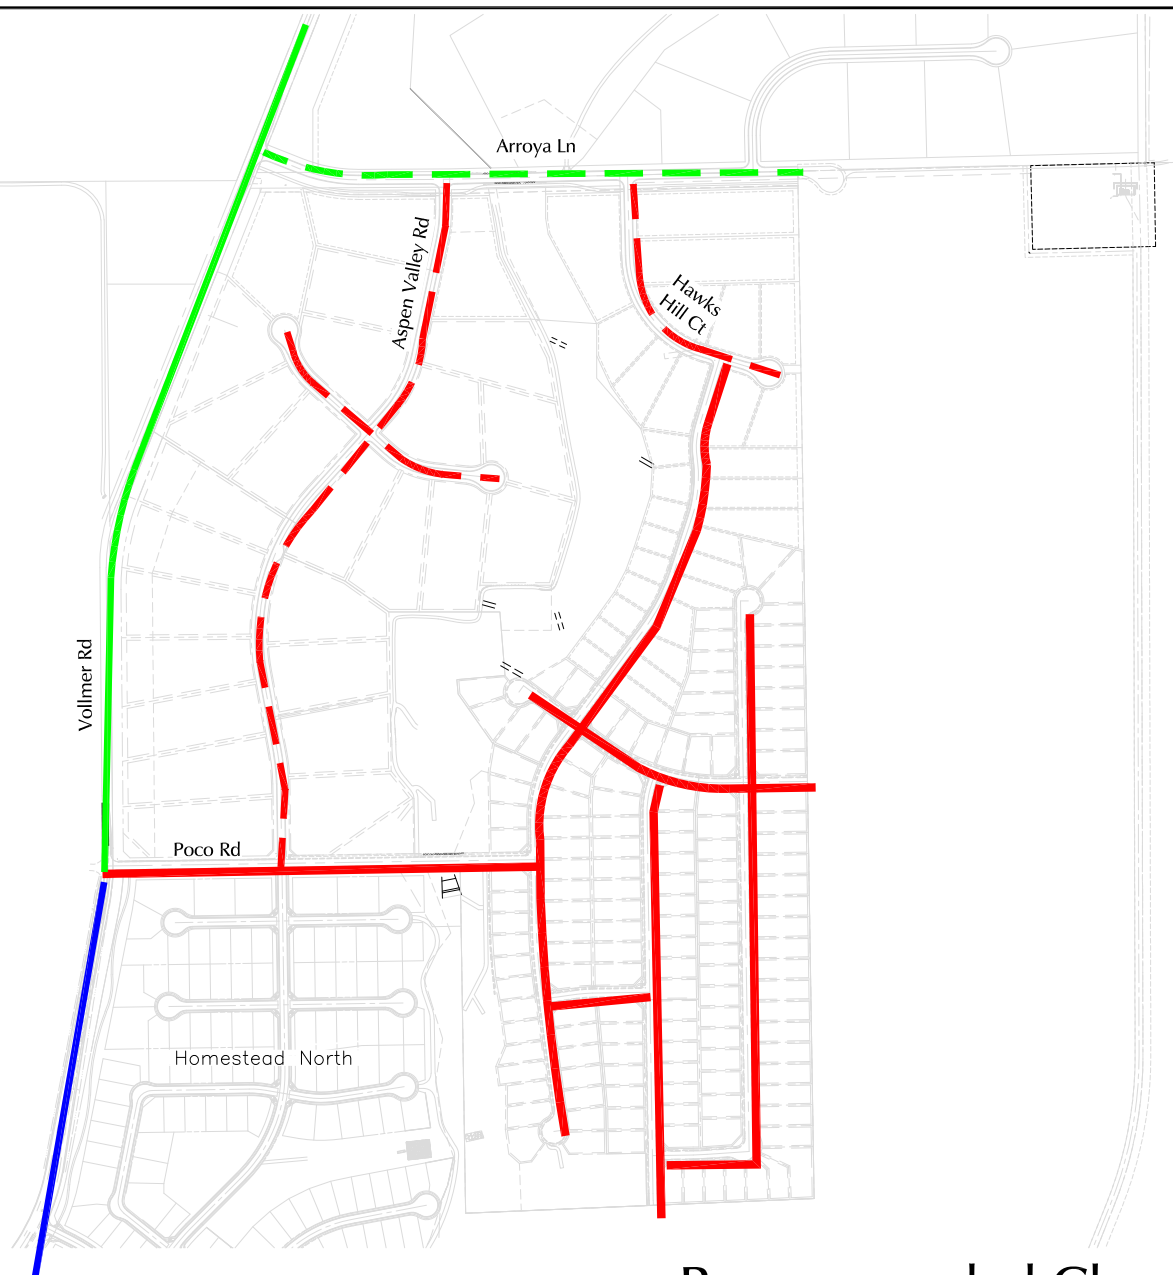 Arroya Ln
Aspen Valley Rd
Hawks
Hill Ct
Vollmer Rd
Poco Rd
Homestead North